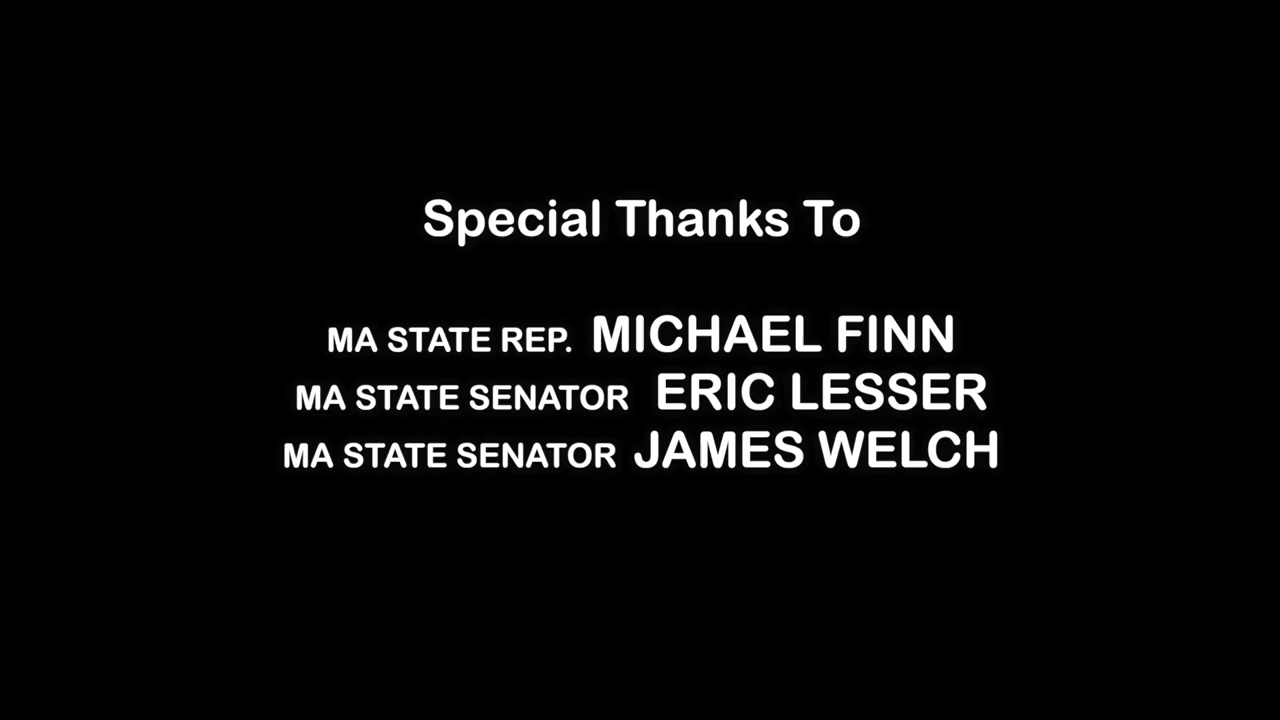 Special Thanks To
MA STATE REP. MICHAEL FINN
MA STATE SENATOR ERIC LESSER
MA STATE SENATOR JAMES WELCH